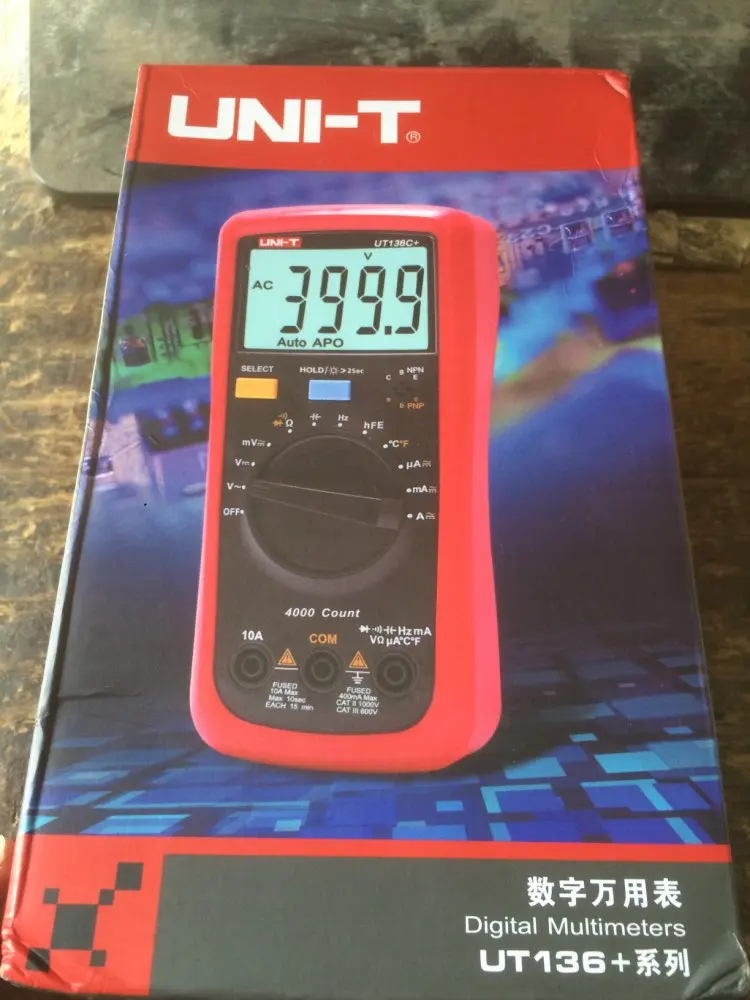 UNI-T®
UNI-T UT136C+
V
AC 399.9
Auto APO
SELECT HOLD/☼>2Sec
B NPN
C E
E PNP
Ω Hz hFE
mV °C°F
V μA
V~ mA
OFF A
4000 Count
10A COM Hz mA
VΩ μA°C°F
FUSED
10A Max
Max 10sec
EACH 15 min
FUSED
400mA Max
CAT II 1000V
CAT III 600V
数字万用表
Digital Multimeters
UT136+系列